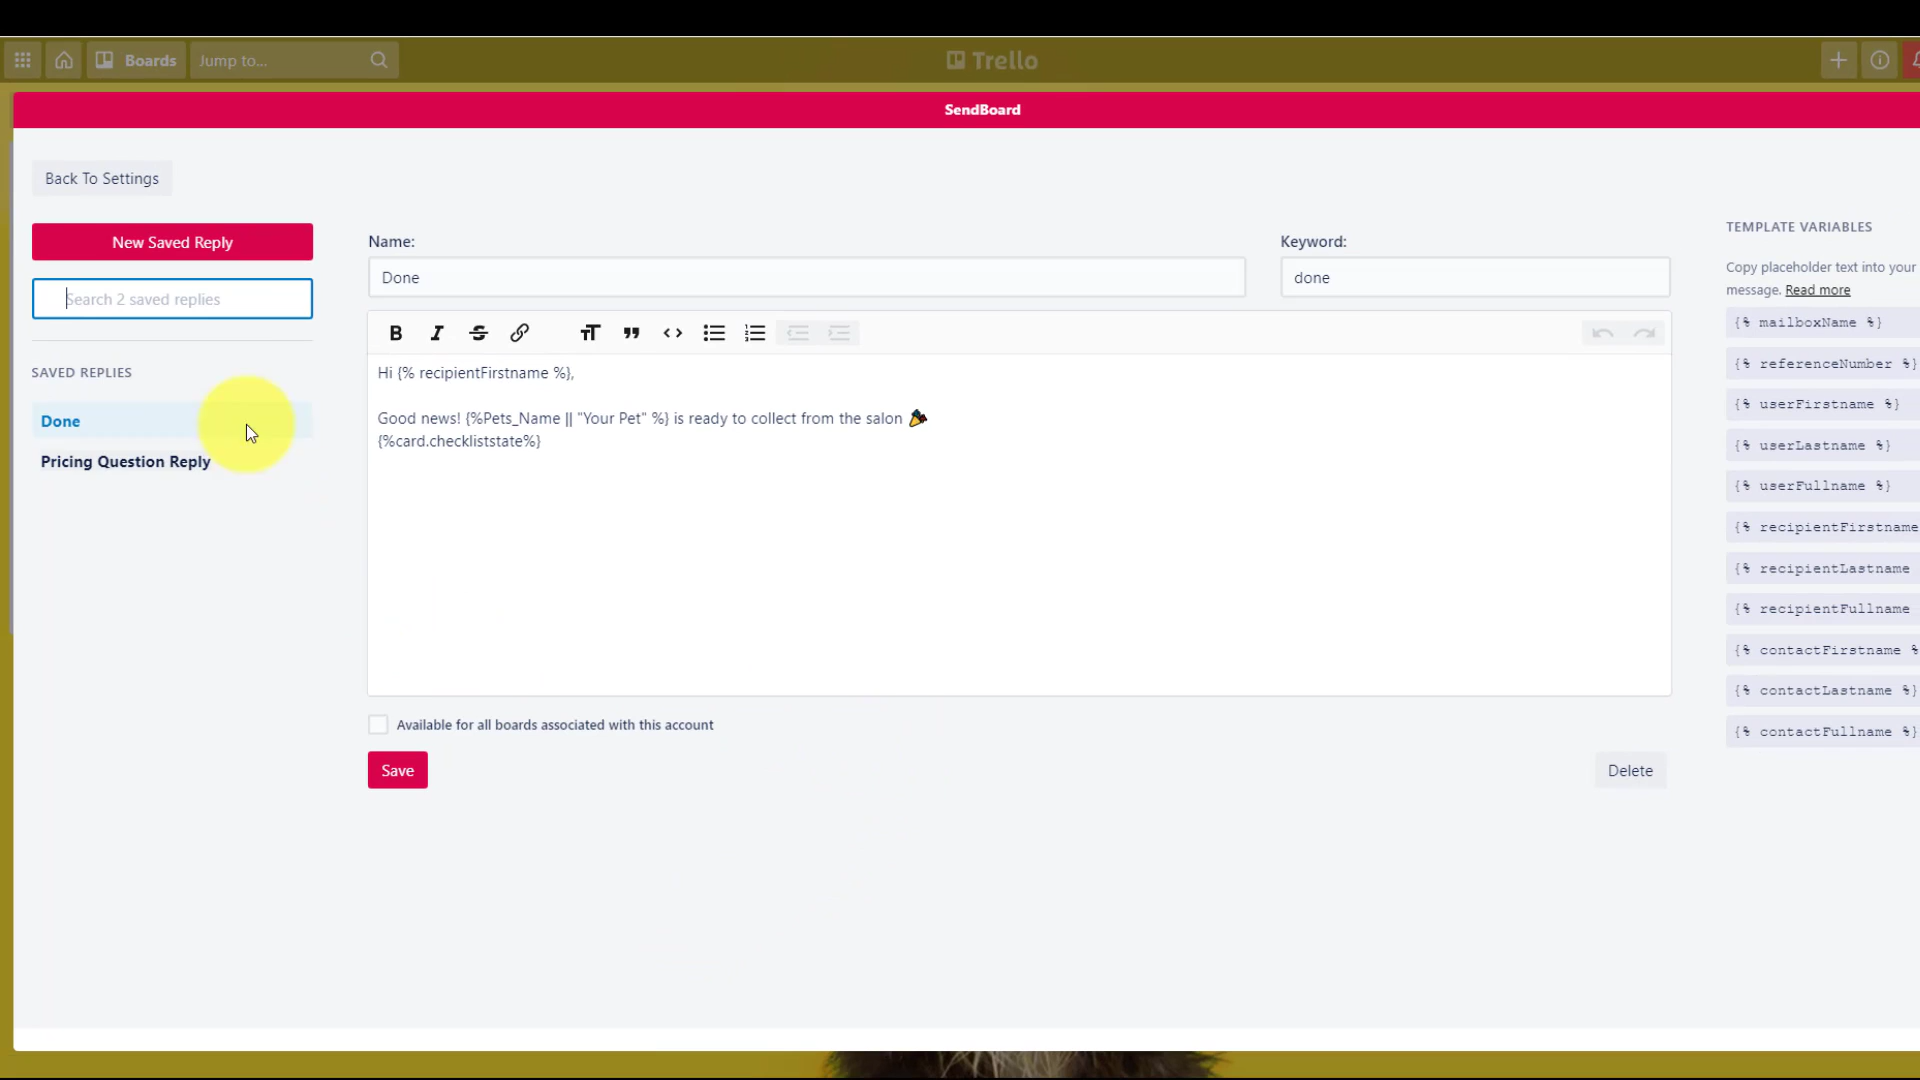 Boards
Jump to...
Trello
SendBoard
Back To Settings
New Saved Reply
Search 2 saved replies
SAVED REPLIES
Done
Pricing Question Reply
Name:
Done
Keyword:
done
Hi {% recipientFirstname %},
Good news! {%Pets_Name || "Your Pet" %} is ready to collect from the salon 🎉
{%card.checkliststate%}
Available for all boards associated with this account
Save
Delete
TEMPLATE VARIABLES
Copy placeholder text into your
message. Read more
{% mailboxName %}
{% referenceNumber %}
{% userFirstname %}
{% userLastname %}
{% userFullname %}
{% recipientFirstname
{% recipientLastname
{% recipientFullname
{% contactFirstname %
{% contactLastname %}
{% contactFullname %}